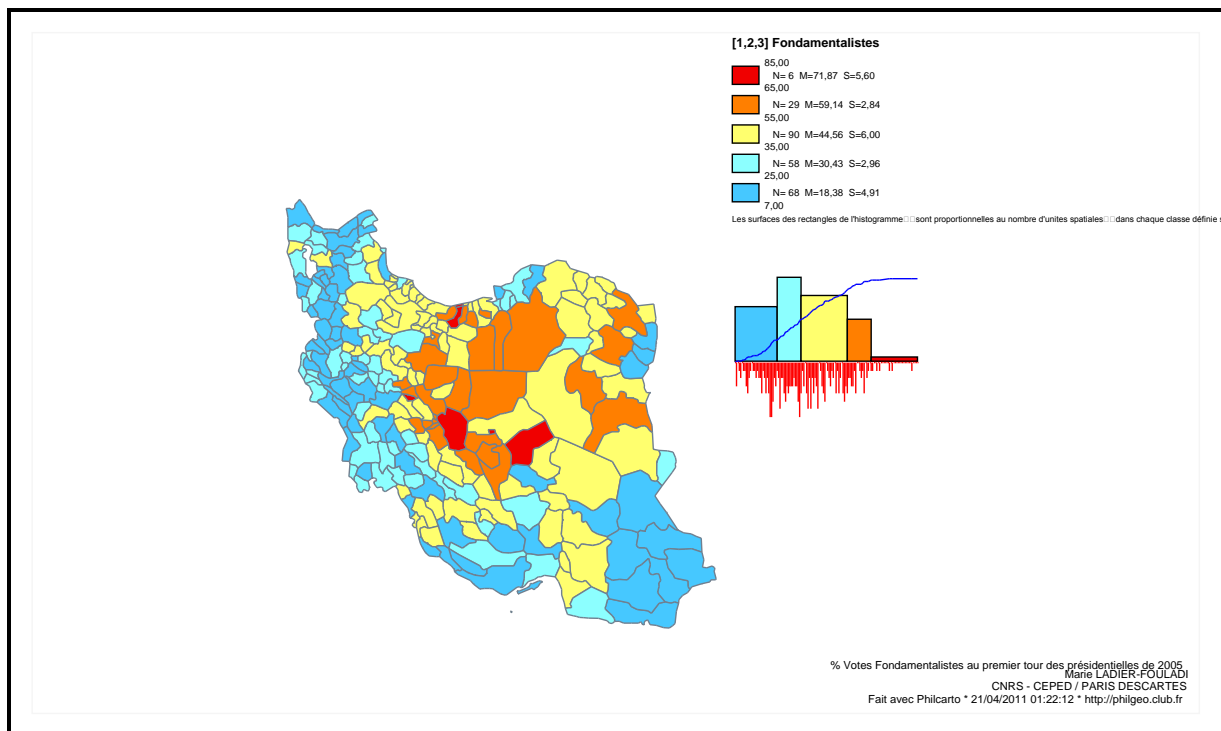 [1,2,3] Fondamentalistes
85,00
N= 6 M=71,87 S=5,60
65,00
N= 29 M=59,14 S=2,84
55,00
N= 90 M=44,56 S=6,00
35,00
N= 58 M=30,43 S=2,96
25,00
N= 68 M=18,38 S=4,91
7,00
Les surfaces des rectangles de l'histogramme□□sont proportionnelles au nombre d'unites spatiales□□dans chaque classe définie s
% Votes Fondamentalistes au premier tour des présidentielles de 2005
Marie LADIER-FOULADI
CNRS - CEPED / PARIS DESCARTES
Fait avec Philcarto * 21/04/2011 01:22:12 * http://philgeo.club.fr